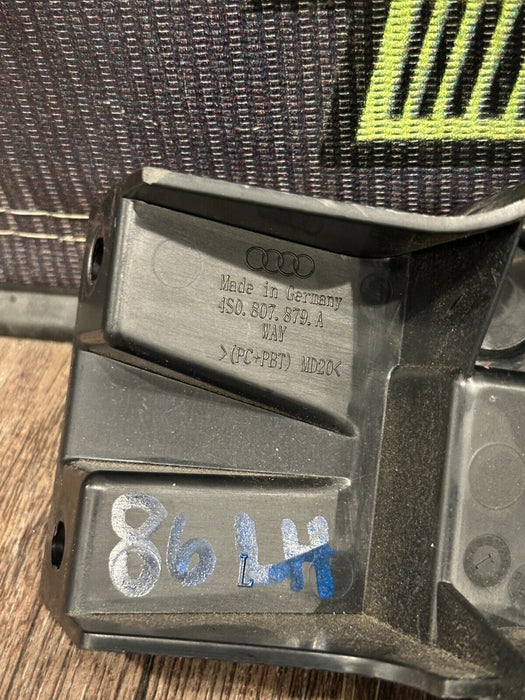 Made in Germany
4S0.807.879.A
WAY
>(PC+PBT) MD20<
86 LH
L